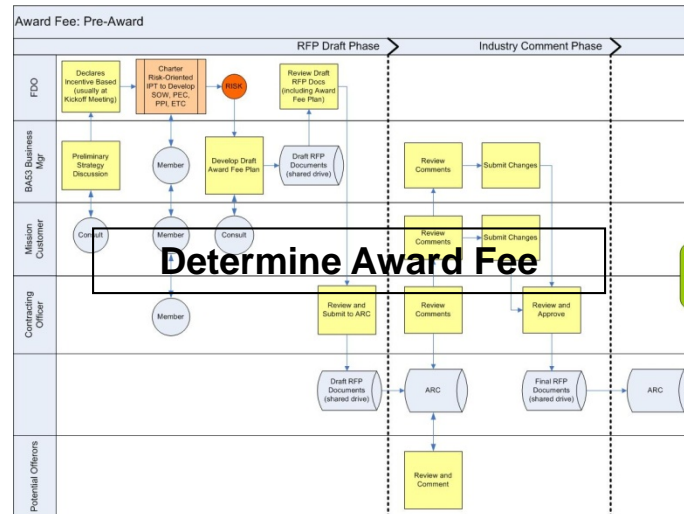 Award Fee: Pre-Award
RFP Draft Phase
Industry Comment Phase
FDO
Declares
Incentive Based
(usually at
Kickoff Meeting)
Charter
Risk-Oriented
IPT to Develop
SOW, PEC,
PPI, ETC
RISK
Review Draft
RFP Docs
(including Award
Fee Plan)
BA53 Business
Mgr
Preliminary
Strategy
Discussion
Member
Develop Draft
Award Fee Plan
Draft RFP
Documents
(shared drive)
Review
Comments
Submit Changes
Mission
Customer
Consult
Member
Consult
Review
Comments
Submit Changes
Determine Award Fee
Contracting
Officer
Member
Review and
Submit to ARC
Review
Comments
Review and
Approve
Draft RFP
Documents
(shared drive)
ARC
Final RFP
Documents
(shared drive)
ARC
Potential Offerors
Review and
Comment